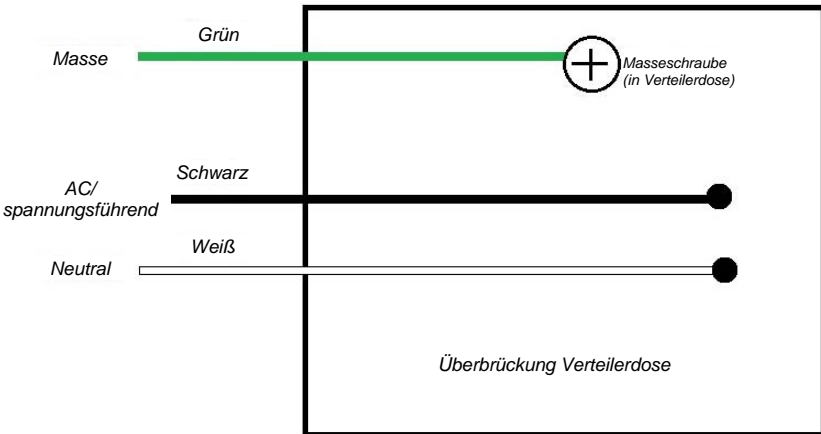 Grün
Masse
Masseschraube
(in Verteilerdose)
Schwarz
AC/
spannungsführend
Weiß
Neutral
Überbrückung Verteilerdose